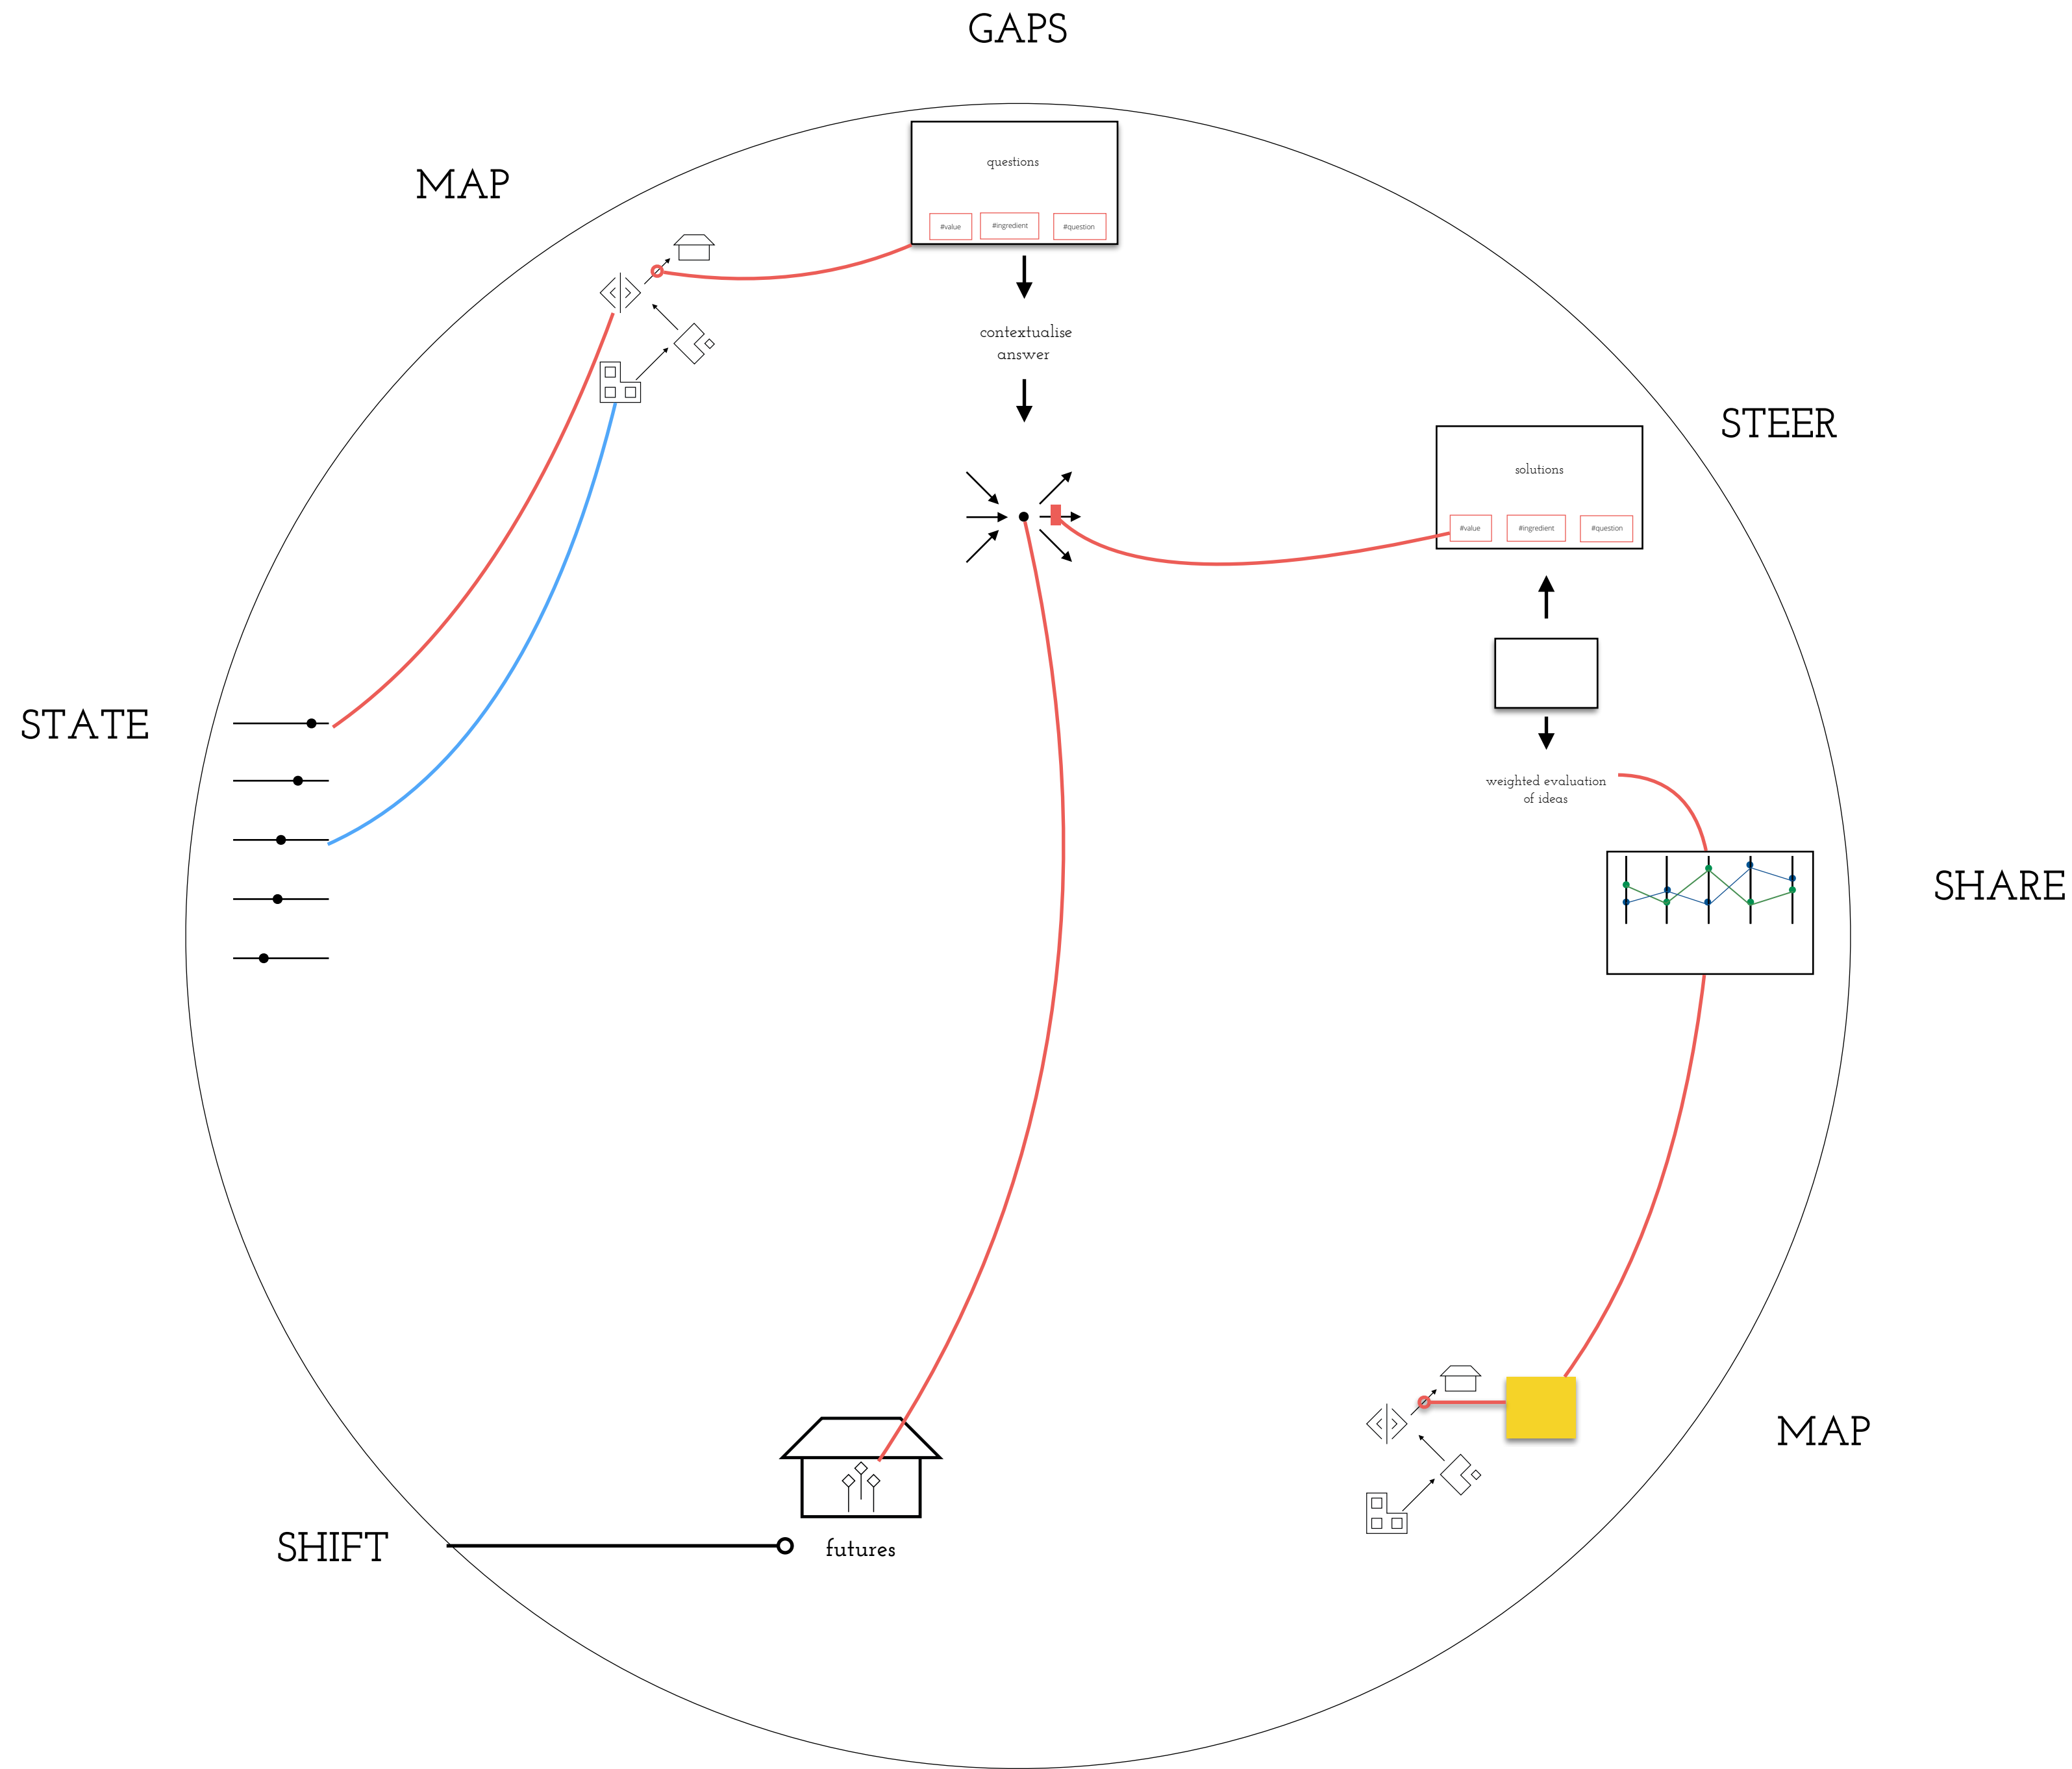 GAPS
MAP
questions
#value
#ingredient
#question
contextualise
answer
STEER
solutions
#value
#ingredient
#question
STATE
weighted evaluation
of ideas
SHARE
MAP
SHIFT
futures